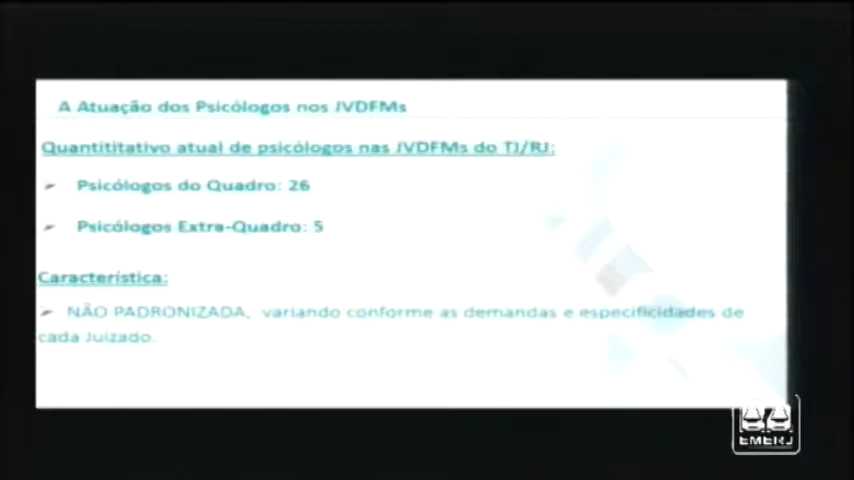 A Atuação dos Psicólogos nos JVDFMs
Quantititativo atual de psicólogos nas JVDFMs do TJ/RJ:
➢ Psicólogos do Quadro: 26
➢ Psicólogos Extra-Quadro: 5
Característica:
➢ NÃO PADRONIZADA, variando conforme as demandas e especificidades de
cada Juizado.
EMERJ